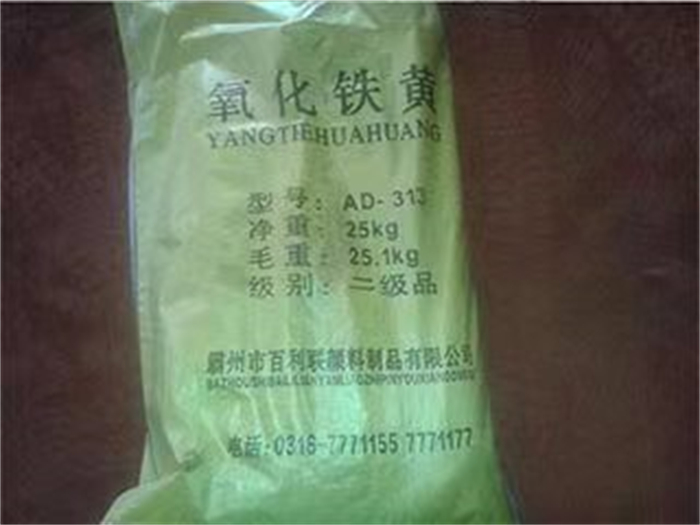 氧化铁黄
YANGTIEHUAHUANG
型号：AD-313
净重：25kg
毛重：25.1kg
级别：二级品
霸州市百利联颜料制品有限公司
电话：0316-7771155 7771177